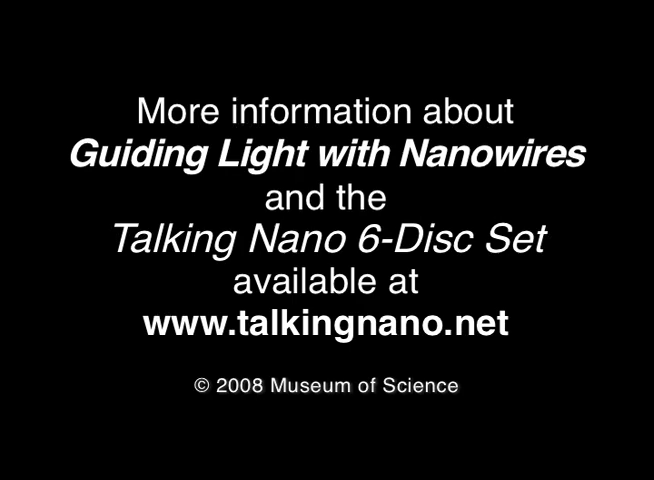 More information about
Guiding Light with Nanowires
and the
Talking Nano 6-Disc Set
available at
www.talkingnano.net
© 2008 Museum of Science